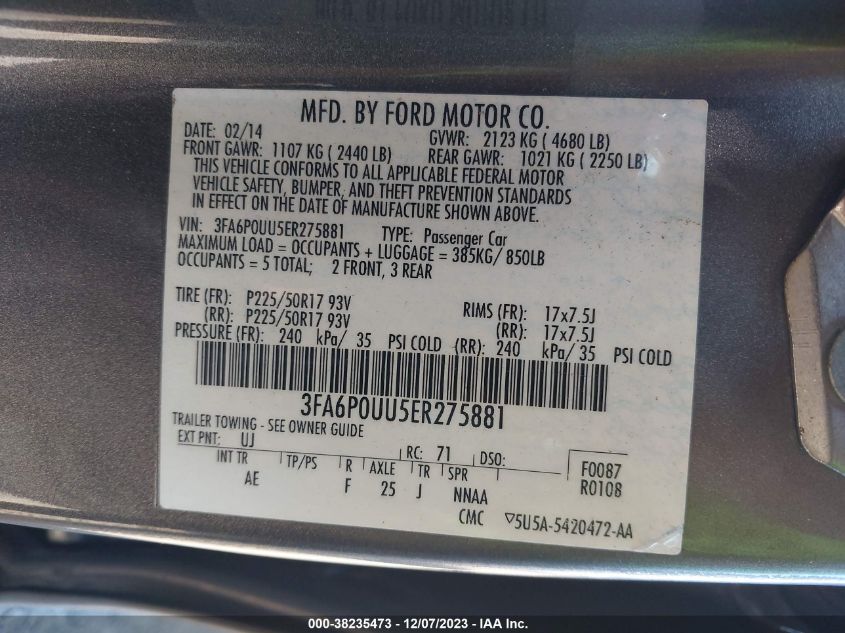 MFD. BY FORD MOTOR CO.
DATE: 02/14 GVWR: 2123 KG ( 4680 LB)
FRONT GAWR: 1107 KG ( 2440 LB) REAR GAWR: 1021 KG ( 2250 LB)
THIS VEHICLE CONFORMS TO ALL APPLICABLE FEDERAL MOTOR
VEHICLE SAFETY, BUMPER, AND THEFT PREVENTION STANDARDS
IN EFFECT ON THE DATE OF MANUFACTURE SHOWN ABOVE.
VIN: 3FA6P0UU5ER275881 TYPE: Passenger Car
MAXIMUM LOAD = OCCUPANTS + LUGGAGE = 385KG/ 850LB
OCCUPANTS = 5 TOTAL; 2 FRONT, 3 REAR
TIRE (FR): P225/50R17 93V RIMS (FR): 17x7.5J
(RR): P225/50R17 93V (RR): 17x7.5J
PRESSURE (FR): 240 kPa/ 35 PSI COLD (RR): 240 kPa/ 35 PSI COLD
3FA6P0UU5ER275881
TRAILER TOWING - SEE OWNER GUIDE
EXT PNT: UJ RC: 71 DSO: F0087
INT TR TP/PS R AXLE TR SPR R0108
AE F 25 J NNAA
CMC ▽5U5A-5420472-AA
000-38235473 - 12/07/2023 - IAA Inc.